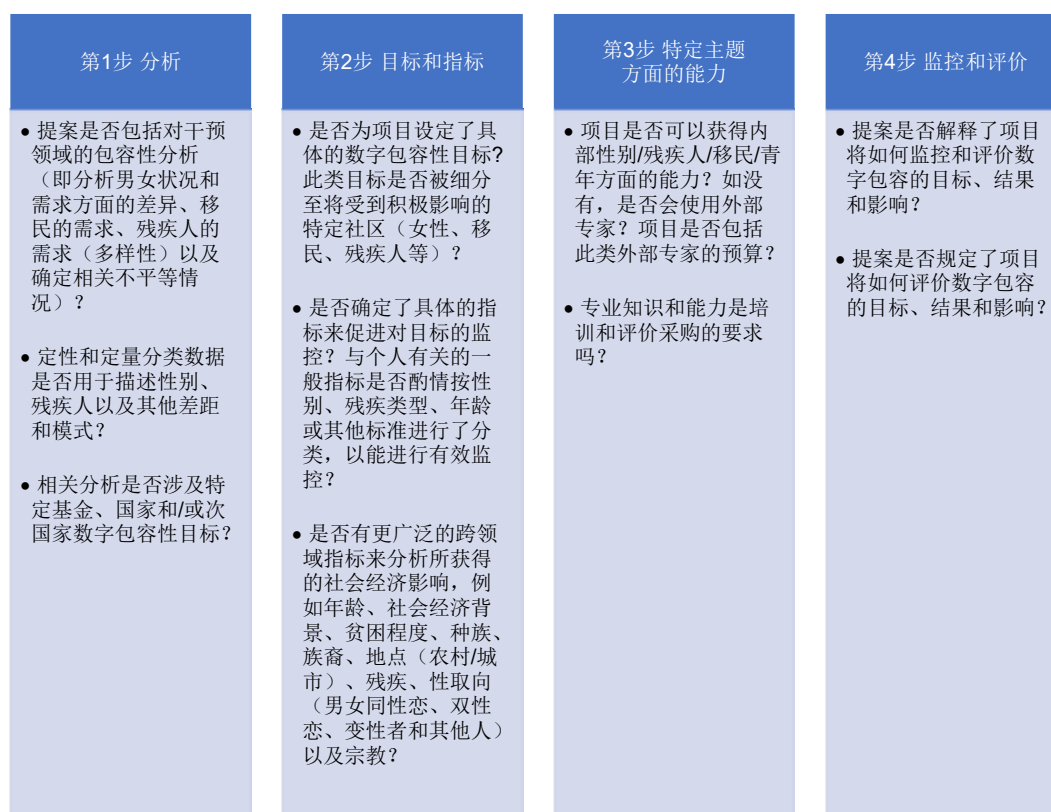 第1步 分析
• 提案是否包括对干预
领域的包容性分析
（即分析男女状况和
需求方面的差异、移
民的需求、残疾人的
需求（多样性）以及
确定相关不平等情
况）？
• 定性和定量分类数据
是否用于描述性别、
残疾人以及其他差距
和模式？
• 相关分析是否涉及特
定基金、国家和/或次
国家数字包容性目标？
第2步 目标和指标
• 是否为项目设定了具
体的数字包容性目标?
此类目标是否被细分
至将受到积极影响的
特定社区（女性、移
民、残疾人等）？
• 是否确定了具体的指
标来促进对目标的监
控？与个人有关的一
般指标是否酌情按性
别、残疾类型、年龄
或其他标准进行了分
类，以能进行有效监
控？
• 是否有更广泛的跨领
域指标来分析所获得
的社会经济影响，例
如年龄、社会经济背
景、贫困程度、种族、
族裔、地点（农村/城
市）、残疾、性取向
（男女同性恋、双性
恋、变性者和其他人）
以及宗教？
第3步 特定主题
方面的能力
• 项目是否可以获得内
部性别/残疾人/移民/青
年方面的能力？如没
有，是否会使用外部
专家？项目是否包括
此类外部专家的预算？
• 专业知识和能力是培
训和评价采购的要求
吗？
第4步 监控和评价
• 提案是否解释了项目
将如何监控和评价数
字包容的目标、结果
和影响？
• 提案是否规定了项目
将如何评价数字包容
的目标、结果和影响？